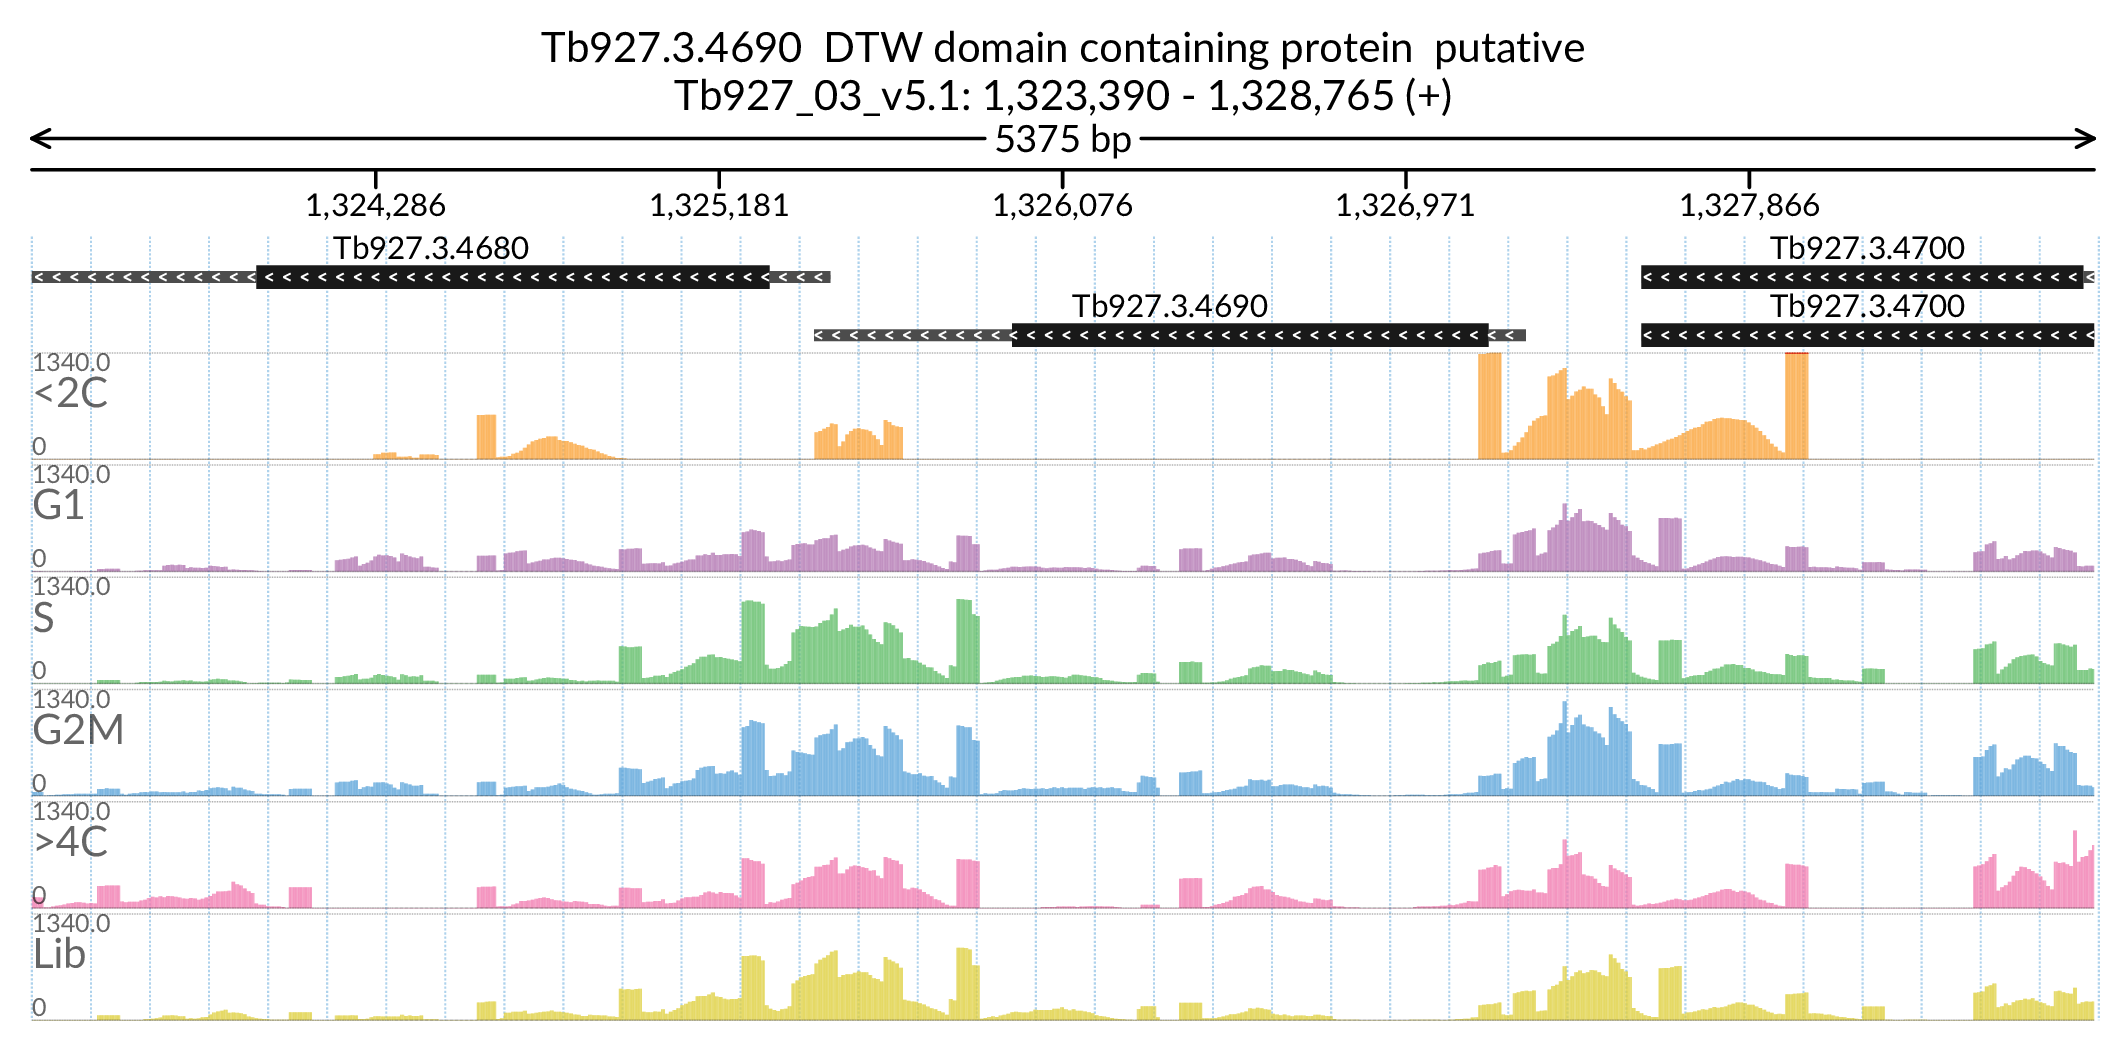 Tb927.3.4690  DTW domain containing protein  putative
Tb927_03_v5.1: 1,323,390 - 1,328,765 (+)
5375 bp
1,324,286 1,325,181 1,326,076 1,326,971 1,327,866
Tb927.3.4680 Tb927.3.4700
Tb927.3.4690 Tb927.3.4700
1340.0
<2C
0
1340.0
G1
0
1340.0
S
0
1340.0
G2M
0
1340.0
>4C
0
1340.0
Lib
0